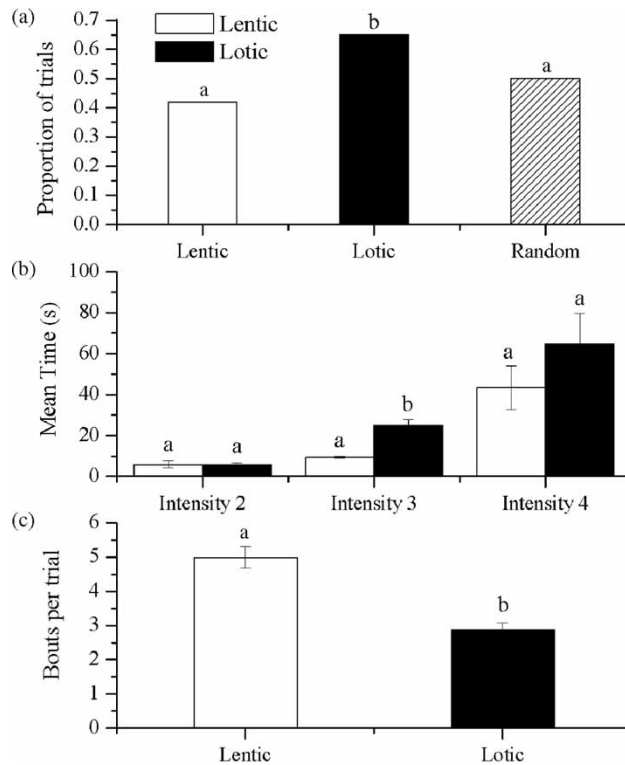 (a)
Proportion of trials
0.7
0.6
0.5
0.4
0.3
0.2
0.1
0.0
Lentic
Lotic
a
b
a
Lentic
Lotic
Random
(b)
Mean Time (s)
100
80
60
40
20
0
a
a
a
b
a
a
Intensity 2
Intensity 3
Intensity 4
(c)
Bouts per trial
6
5
4
3
2
1
0
a
b
Lentic
Lotic